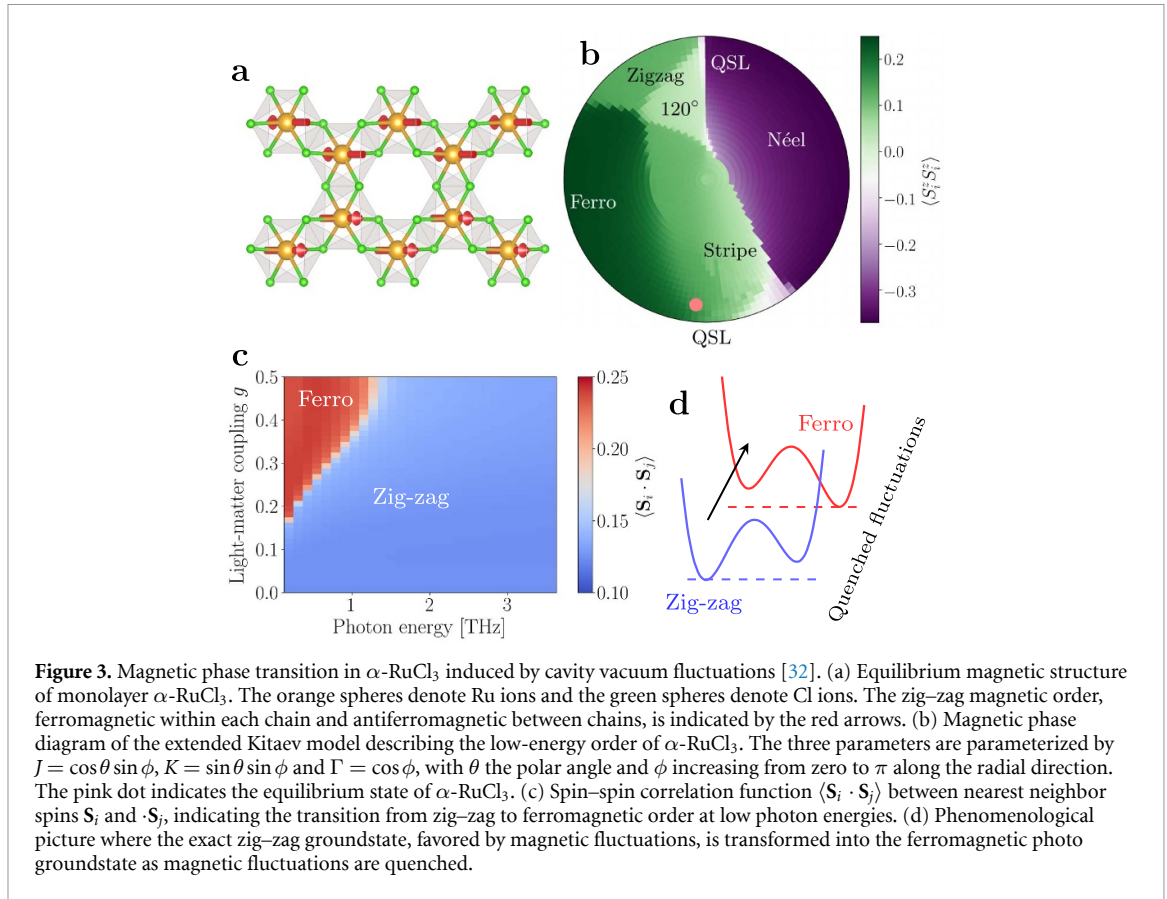 a
b
QSL
Zigzag
120°
Néel
Ferro
Stripe
QSL
0.2
0.1
0.0
−0.1
−0.2
−0.3
⟨S_i^z S_i^z⟩
c
0.5
0.4
0.3
0.2
0.1
0.0
Light-matter coupling g
Ferro
Zig-zag
1 2 3
Photon energy [THz]
0.25
0.20
0.15
0.10
⟨S_i · S_j⟩
d
Ferro
Zig-zag
Quenched fluctuations
Figure 3. Magnetic phase transition in α-RuCl₃ induced by cavity vacuum fluctuations [32]. (a) Equilibrium magnetic structure
of monolayer α-RuCl₃. The orange spheres denote Ru ions and the green spheres denote Cl ions. The zig–zag magnetic order,
ferromagnetic within each chain and antiferromagnetic between chains, is indicated by the red arrows. (b) Magnetic phase
diagram of the extended Kitaev model describing the low-energy order of α-RuCl₃. The three parameters are parameterized by
J = cos θ sin ϕ, K = sin θ sin ϕ and Γ = cos ϕ, with θ the polar angle and ϕ increasing from zero to π along the radial direction.
The pink dot indicates the equilibrium state of α-RuCl₃. (c) Spin–spin correlation function ⟨S_i · S_j⟩ between nearest neighbor
spins S_i and ·S_j, indicating the transition from zig–zag to ferromagnetic order at low photon energies. (d) Phenomenological
picture where the exact zig–zag groundstate, favored by magnetic fluctuations, is transformed into the ferromagnetic photo
groundstate as magnetic fluctuations are quenched.